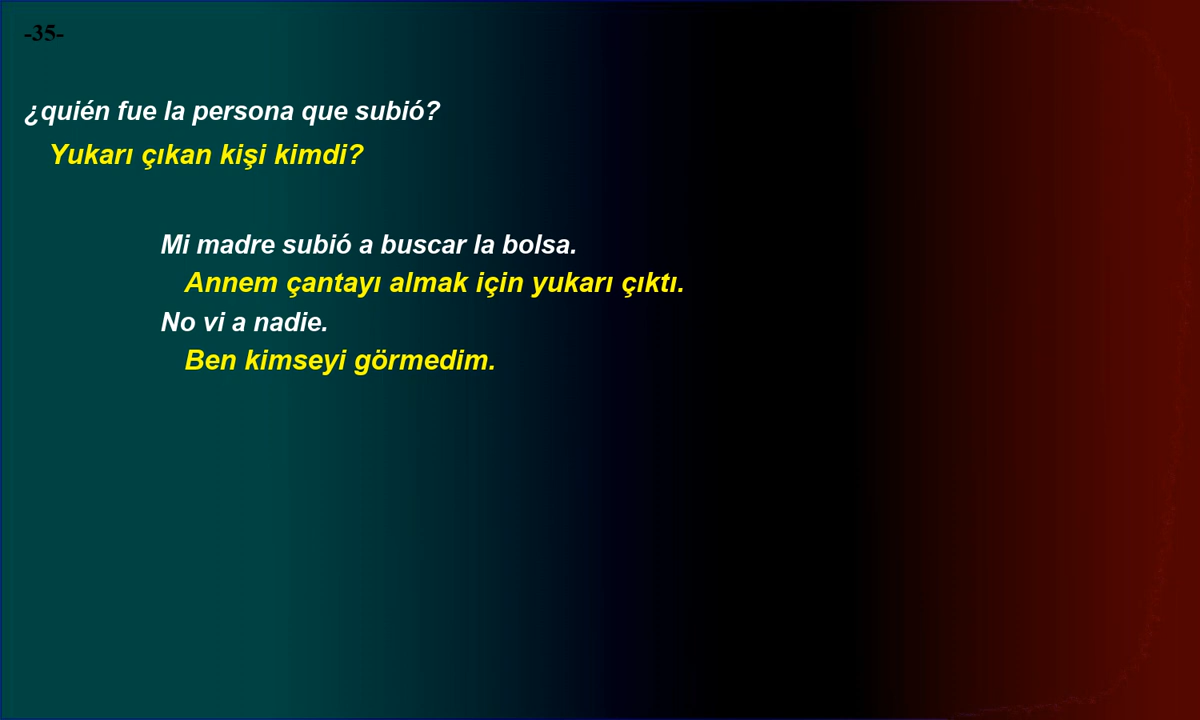 -35-
¿quién fue la persona que subió?
Yukarı çıkan kişi kimdi?
Mi madre subió a buscar la bolsa.
Annem çantayı almak için yukarı çıktı.
No vi a nadie.
Ben kimseyi görmedim.